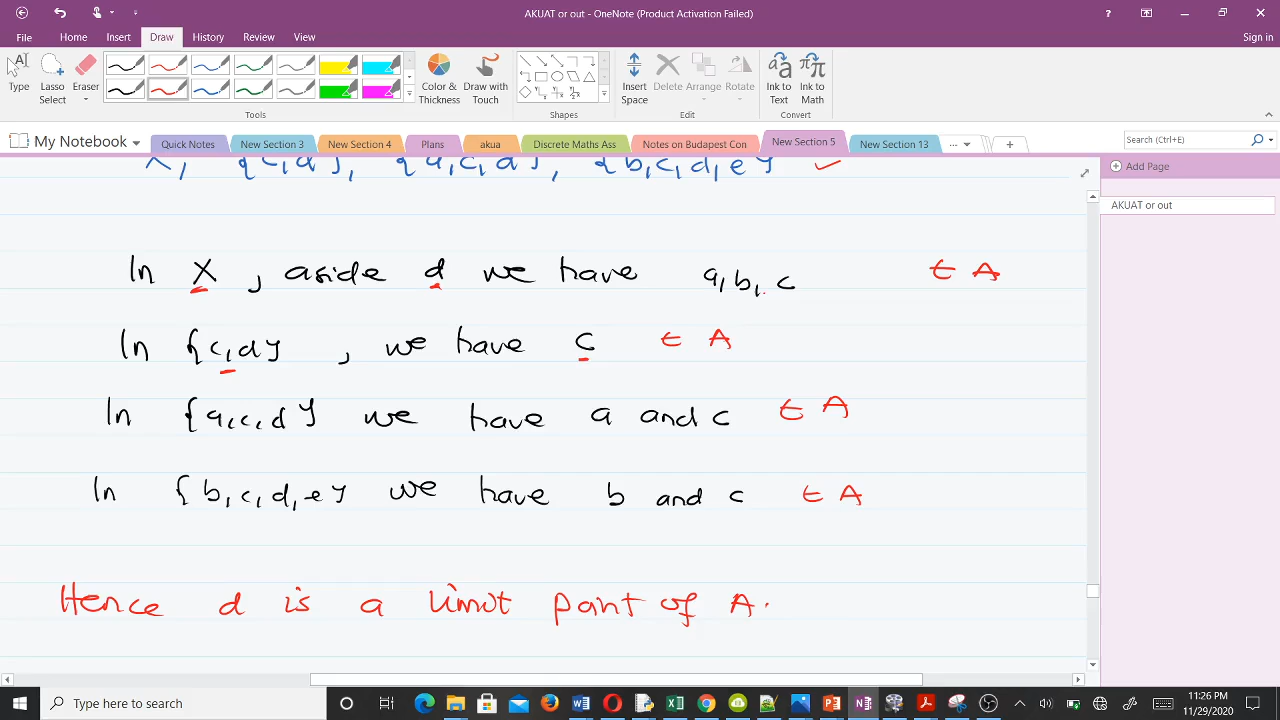 AKUAT or out - OneNote (Product Activation Failed)
Sign in
File Home Insert Draw History Review View
Type
Lasso Select
Eraser
Color & Thickness
Draw with Touch
Insert Space
Delete Arrange Rotate
Ink to Text
Ink to Math
Tools
Shapes
Edit
Convert
My Notebook
Quick Notes New Section 3 New Section 4 Plans akua Discrete Maths Ass Notes on Budapest Con New Section 5 New Section 13 ...
Search (Ctrl+E)
Add Page
AKUAT or out
X, {c,d}, {a,c,d}, {b,c,d,e} ✓
In X, aside d we have a,b,c ∈ A
In {c,d}, we have c ∈ A
In {a,c,d} we have a and c ∈ A
In {b,c,d,e} we have b and c ∈ A
Hence d is a limit point of A.
Type here to search
11:26 PM
11/29/2020